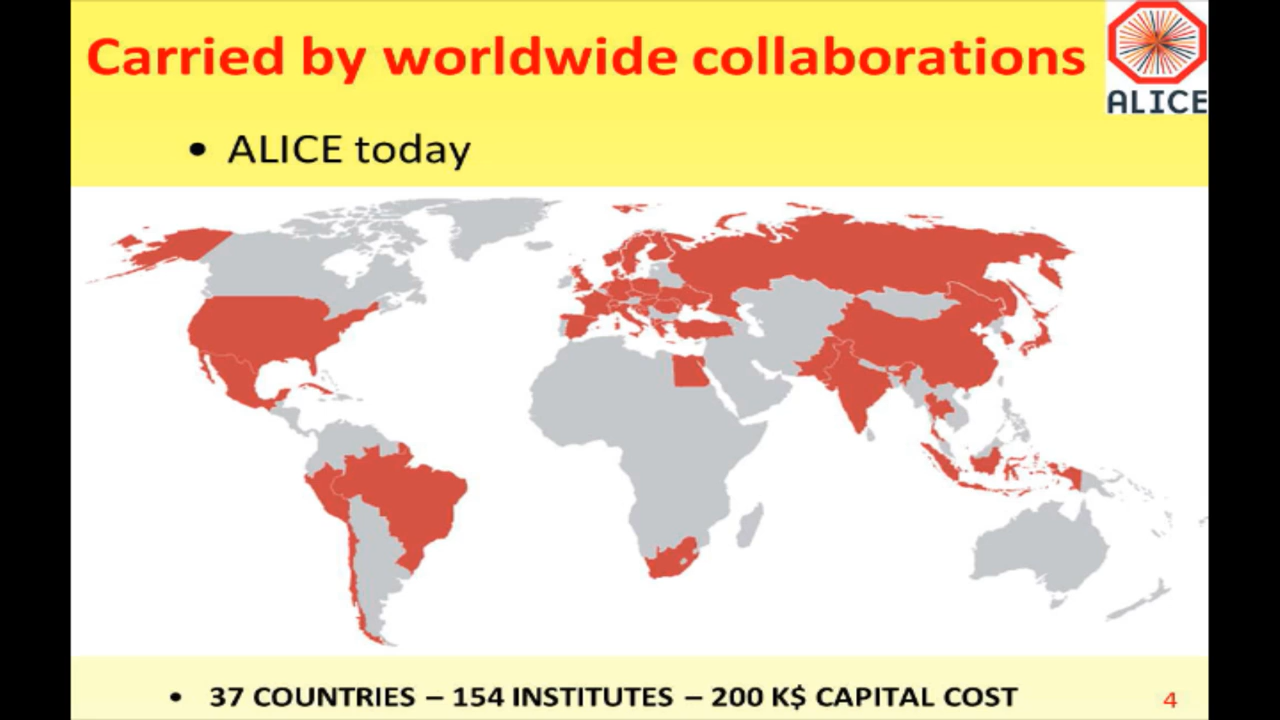 Carried by worldwide collaborations
ALICE
• ALICE today
• 37 COUNTRIES – 154 INSTITUTES – 200 K$ CAPITAL COST
4